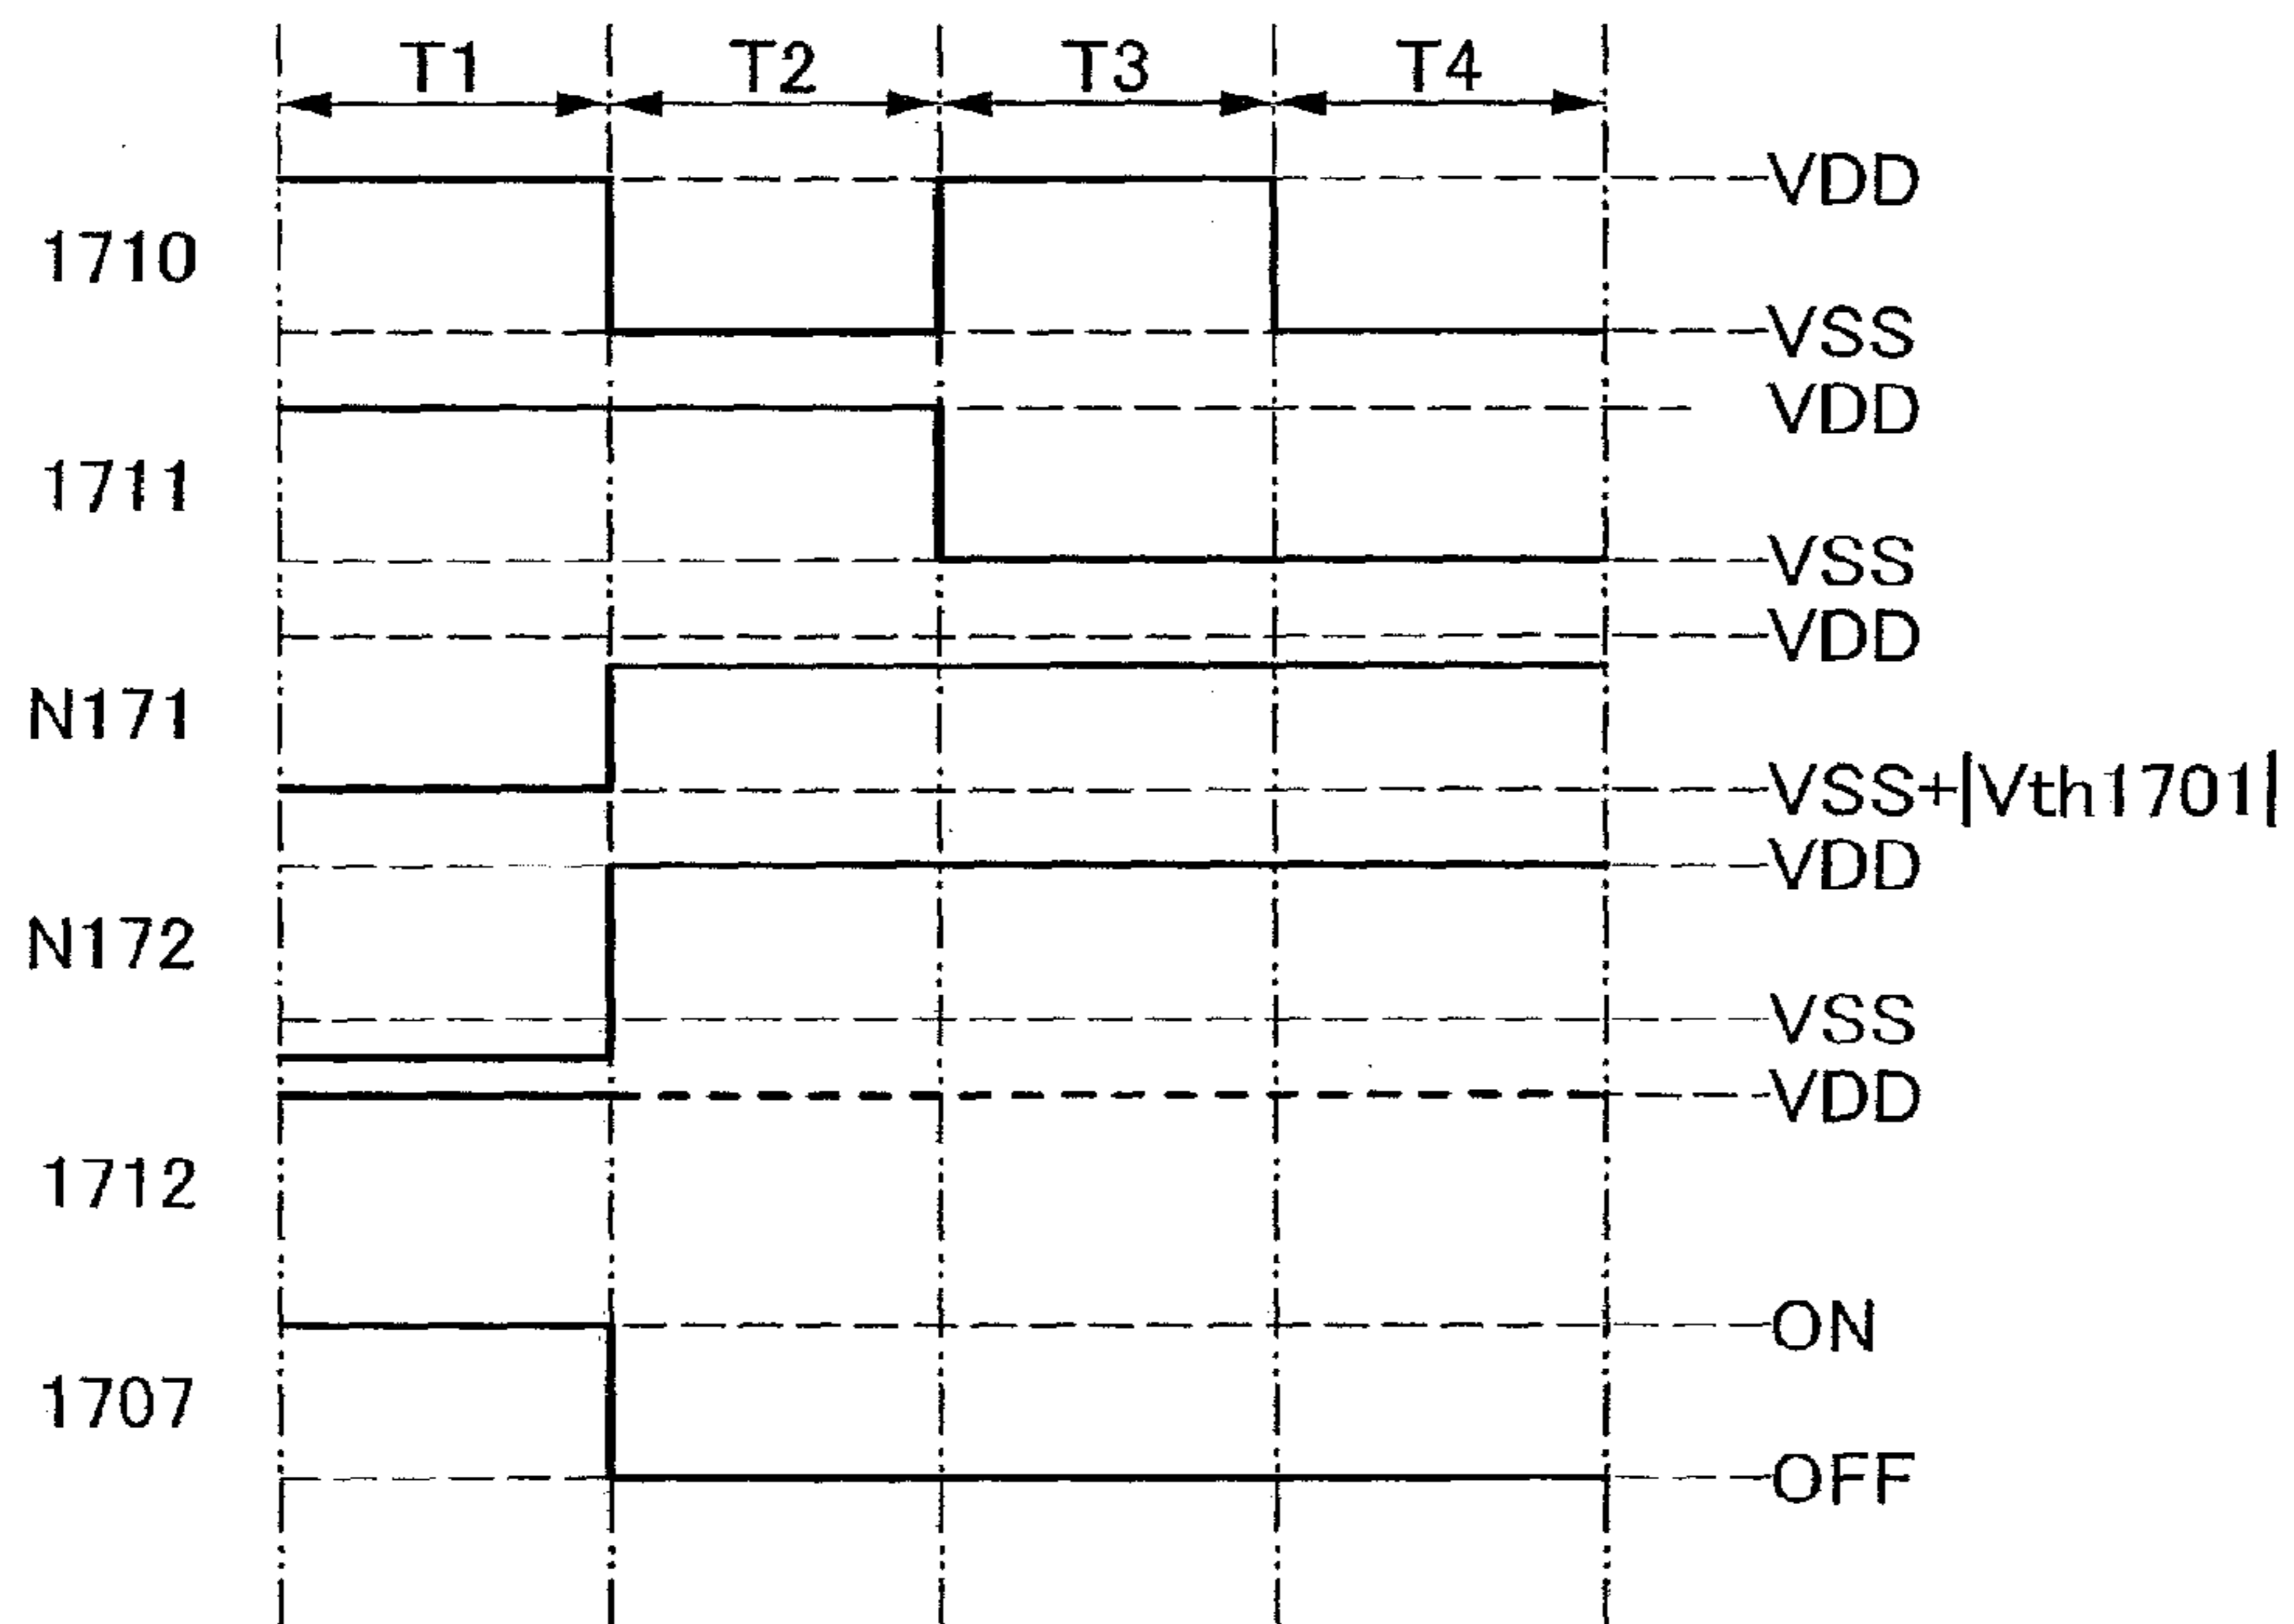 T1 T2 T3 T4
VDD
1710
VSS
VDD
1711
VSS
VDD
N171
VSS+|Vth1701|
VDD
N172
VSS
VDD
1712
ON
1707
OFF